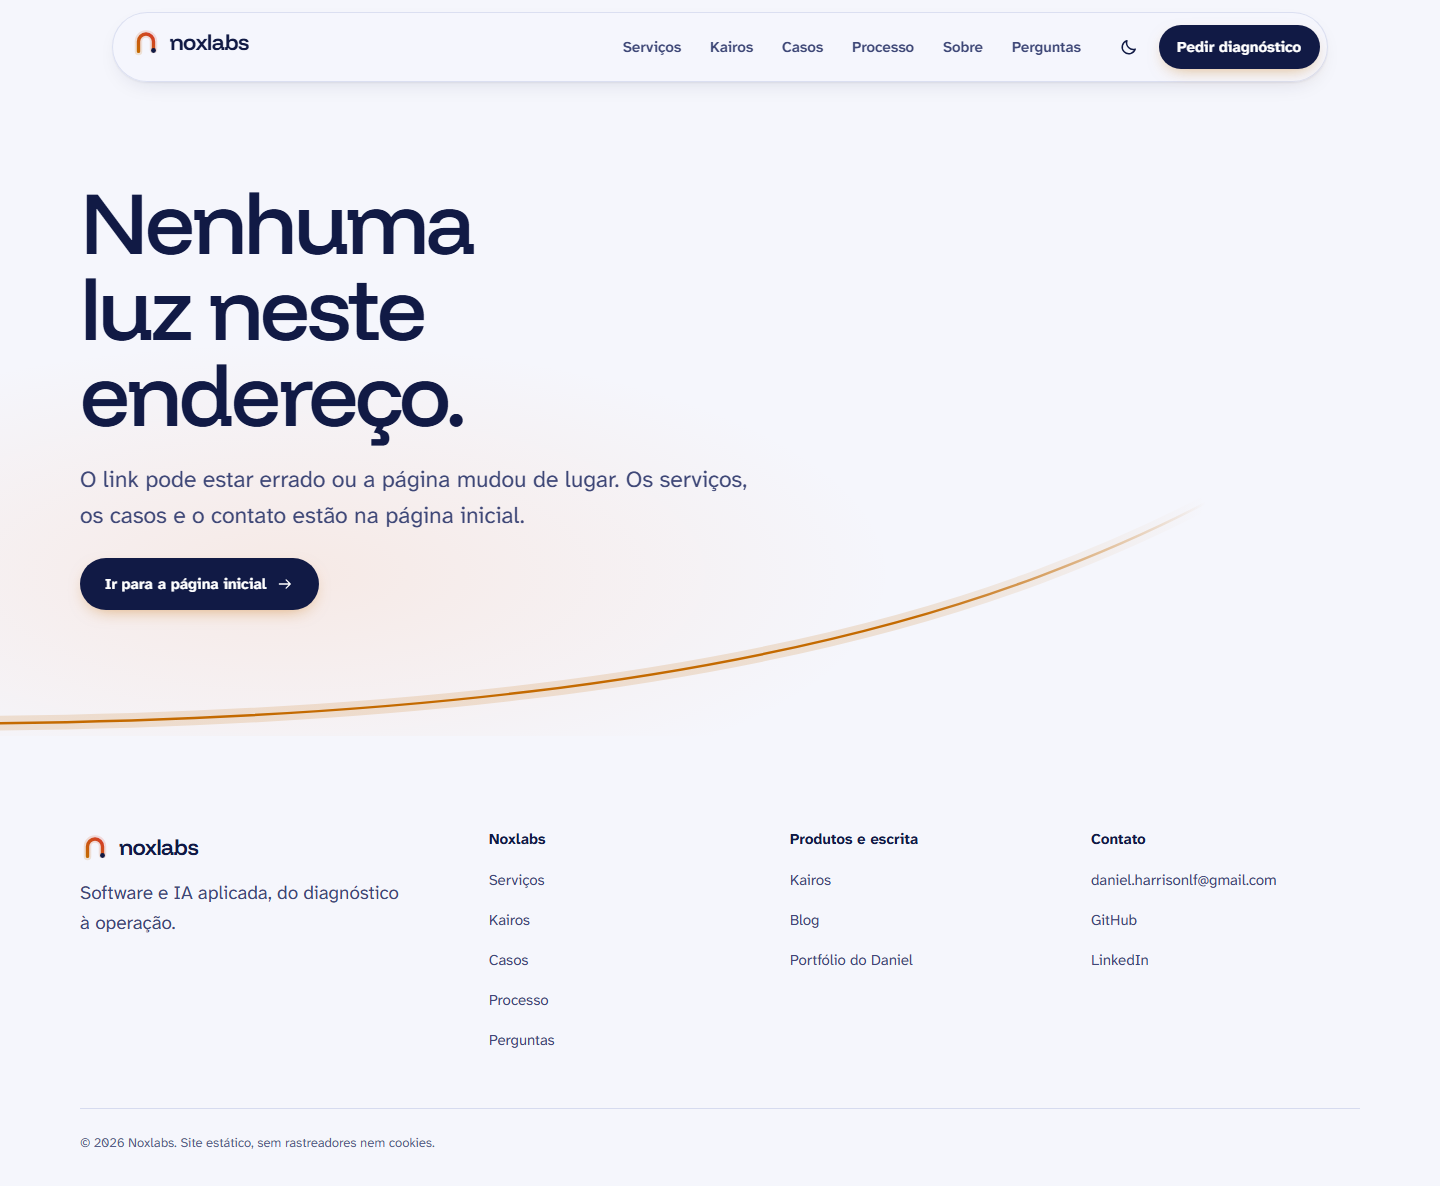 noxlabs
Serviços
Kairos
Casos
Processo
Sobre
Perguntas
Pedir diagnóstico
Nenhuma
luz neste
endereço.
O link pode estar errado ou a página mudou de lugar. Os serviços,
os casos e o contato estão na página inicial.
Ir para a página inicial →
noxlabs
Software e IA aplicada, do diagnóstico
à operação.
Noxlabs
Serviços
Kairos
Casos
Processo
Perguntas
Produtos e escrita
Kairos
Blog
Portfólio do Daniel
Contato
daniel.harrisonlf@gmail.com
GitHub
LinkedIn
© 2026 Noxlabs. Site estático, sem rastreadores nem cookies.